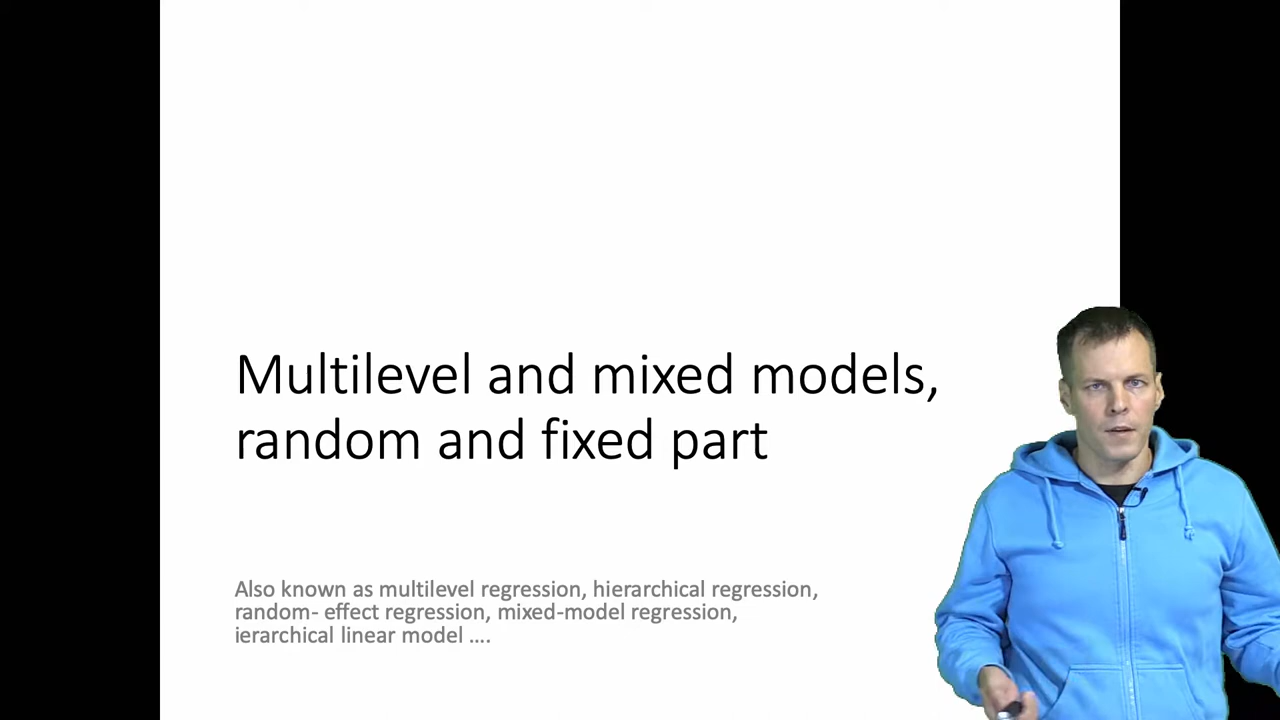 Multilevel and mixed models,
random and fixed part
Also known as multilevel regression, hierarchical regression,
random- effect regression, mixed-model regression,
ierarchical linear model ....